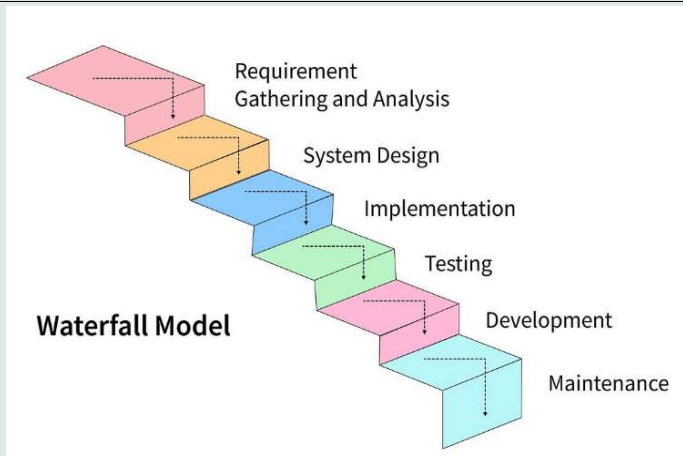 Requirement
Gathering and Analysis
System Design
Implementation
Testing
Waterfall Model
Development
Maintenance